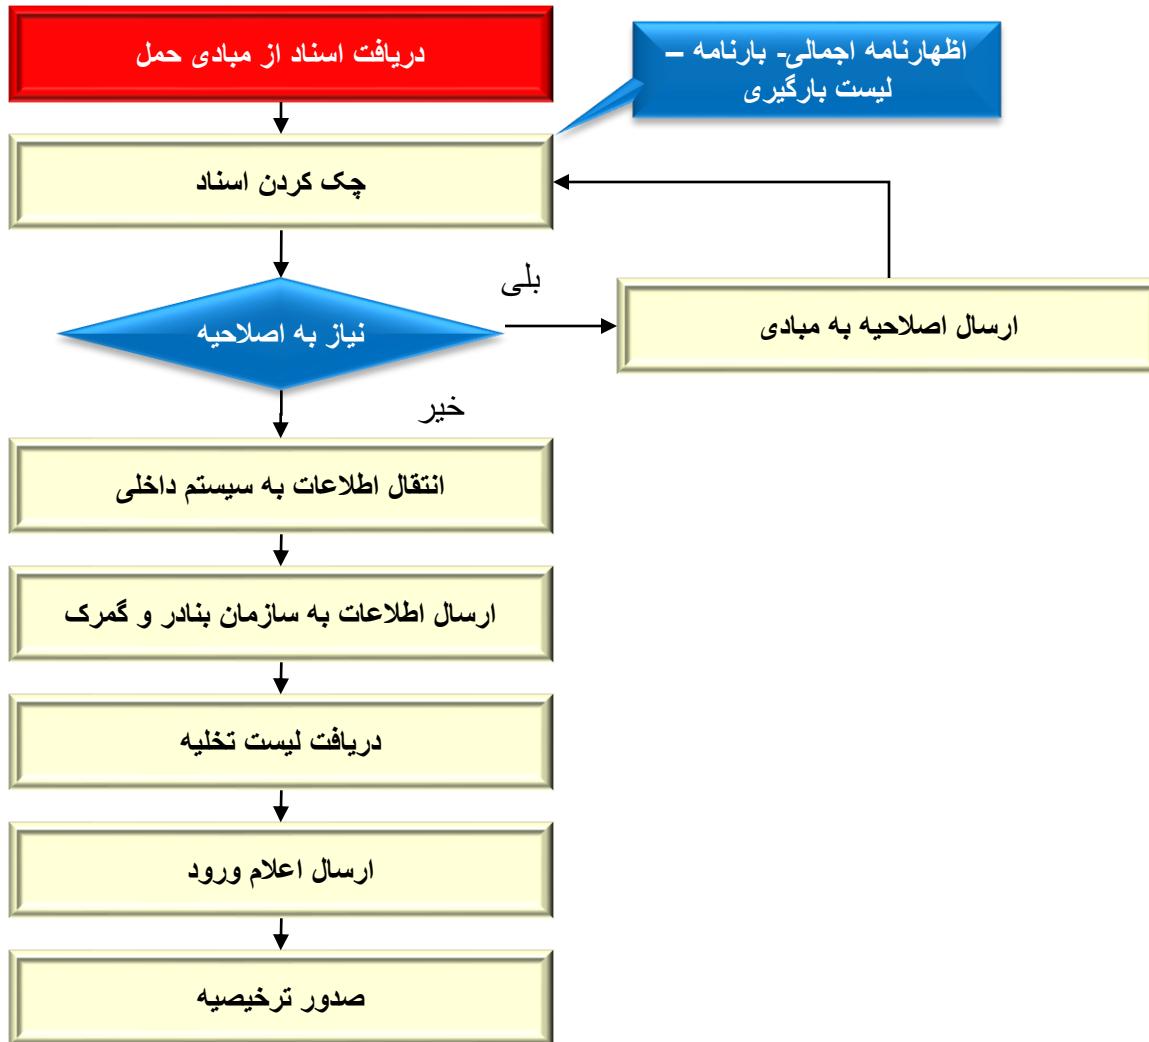 دریافت اسناد از مبادی حمل
اظهارنامه اجمالی- بارنامه –
لیست بارگیری
چک کردن اسناد
بلی
نیاز به اصلاحیه
ارسال اصلاحیه به مبادی
خیر
انتقال اطلاعات به سیستم داخلی
ارسال اطلاعات به سازمان بنادر و گمرک
دریافت لیست تخلیه
ارسال اعلام ورود
صدور ترخیصیه